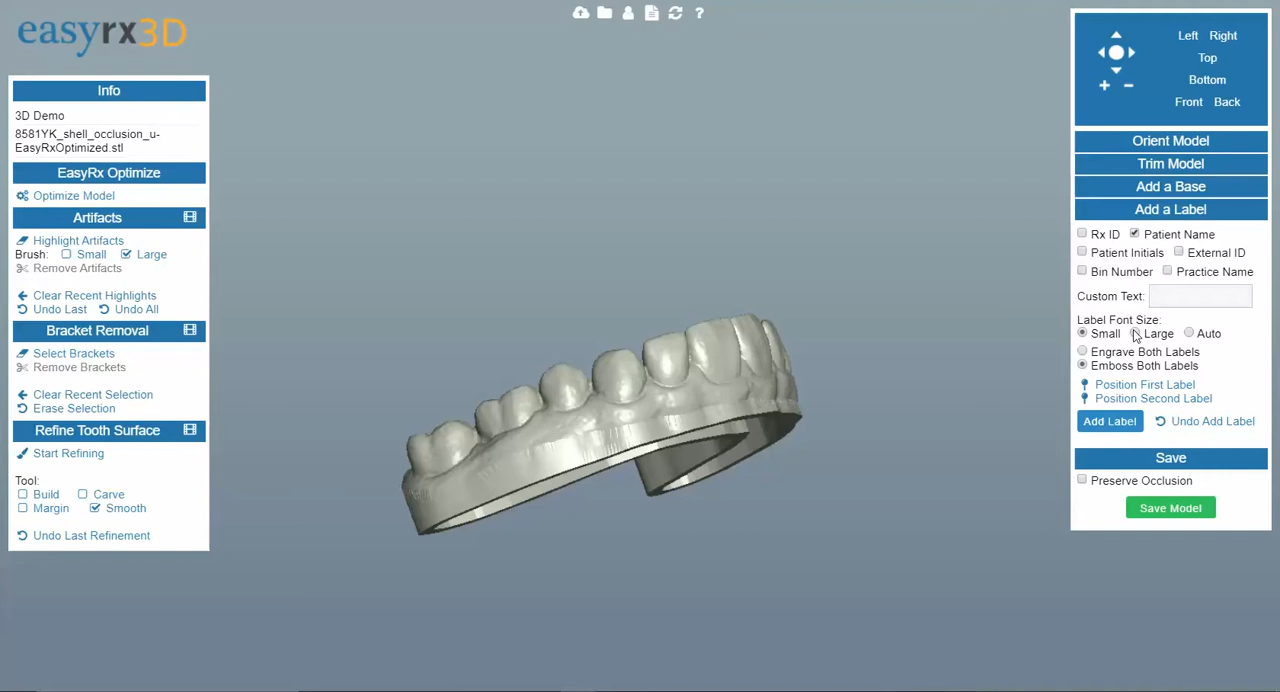 easyrx3D
?
Info
3D Demo
8581YK_shell_occlusion_u-
EasyRxOptimized.stl
EasyRx Optimize
Optimize Model
Artifacts
Highlight Artifacts
Brush: Small Large
Remove Artifacts
Clear Recent Highlights
Undo Last Undo All
Bracket Removal
Select Brackets
Remove Brackets
Clear Recent Selection
Erase Selection
Refine Tooth Surface
Start Refining
Tool:
Build Carve
Margin Smooth
Undo Last Refinement
Left Right
Top
Bottom
Front Back
Orient Model
Trim Model
Add a Base
Add a Label
Rx ID Patient Name
Patient Initials External ID
Bin Number Practice Name
Custom Text:
Label Font Size:
Small Large Auto
Engrave Both Labels
Emboss Both Labels
Position First Label
Position Second Label
Add Label Undo Add Label
Save
Preserve Occlusion
Save Model